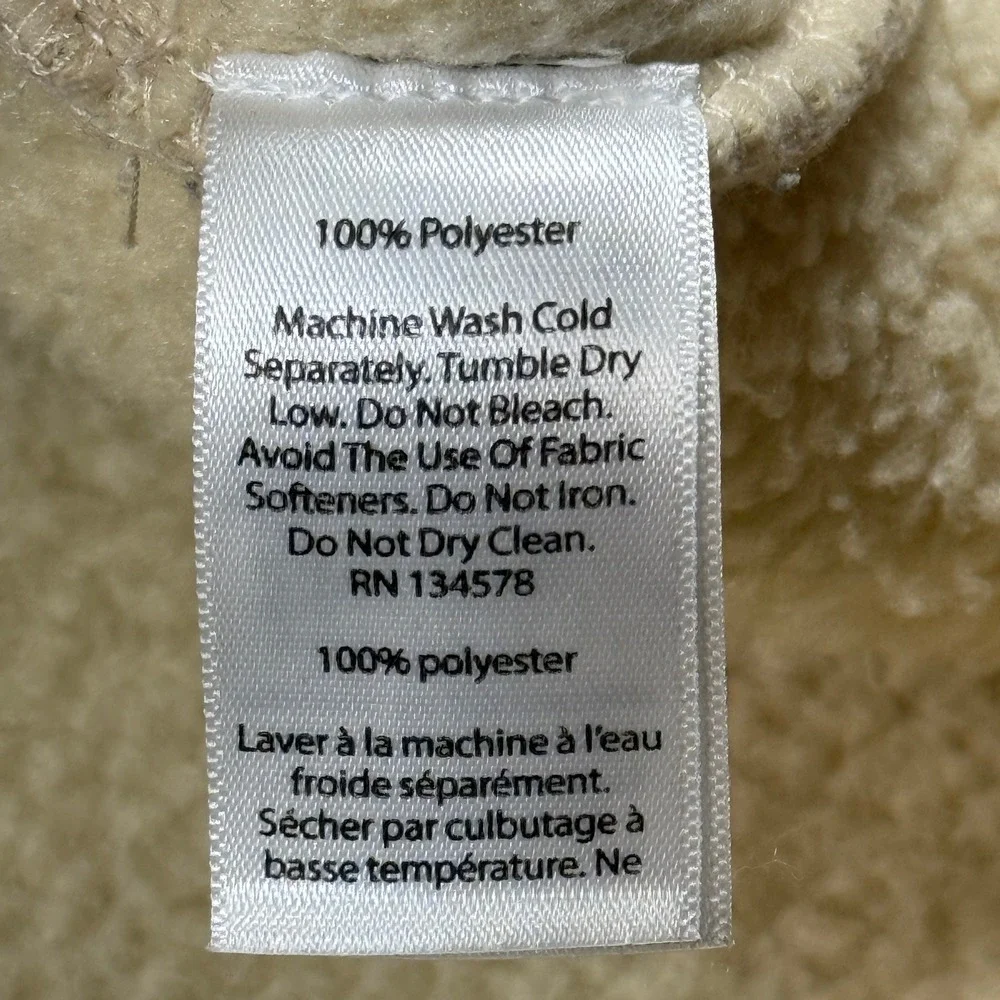 100% Polyester
Machine Wash Cold
Separately. Tumble Dry
Low. Do Not Bleach.
Avoid The Use Of Fabric
Softeners. Do Not Iron.
Do Not Dry Clean.
RN 134578
100% polyester
Laver à la machine à l'eau
froide séparément.
Sécher par culbutage à
basse température. Ne